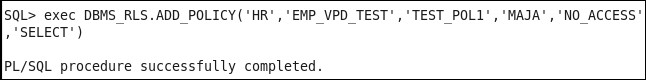 SQL> exec DBMS_RLS.ADD_POLICY('HR','EMP_VPD_TEST','TEST_POL1','MAJA','NO_ACCESS'
,'SELECT')
PL/SQL procedure successfully completed.